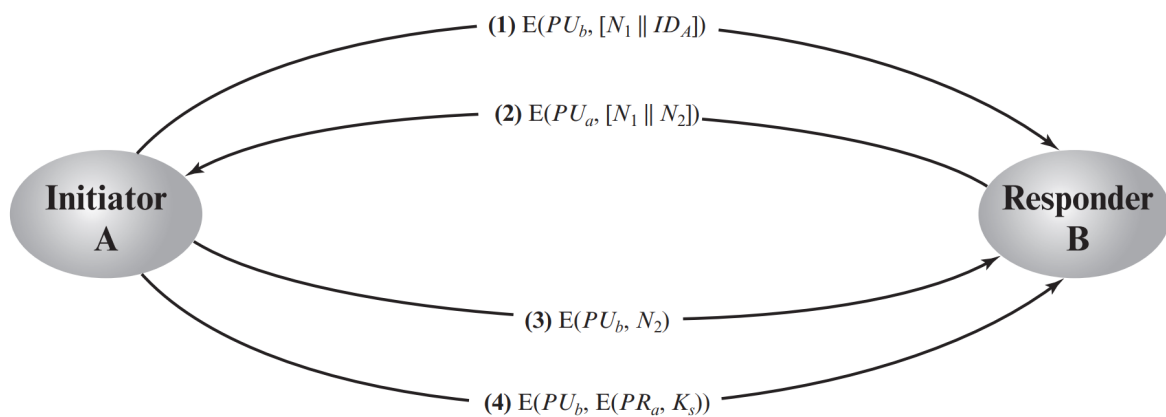 (1) E(PU_b, [N_1 || ID_A])
(2) E(PU_a, [N_1 || N_2])
Initiator
A
Responder
B
(3) E(PU_b, N_2)
(4) E(PU_b, E(PR_a, K_s))